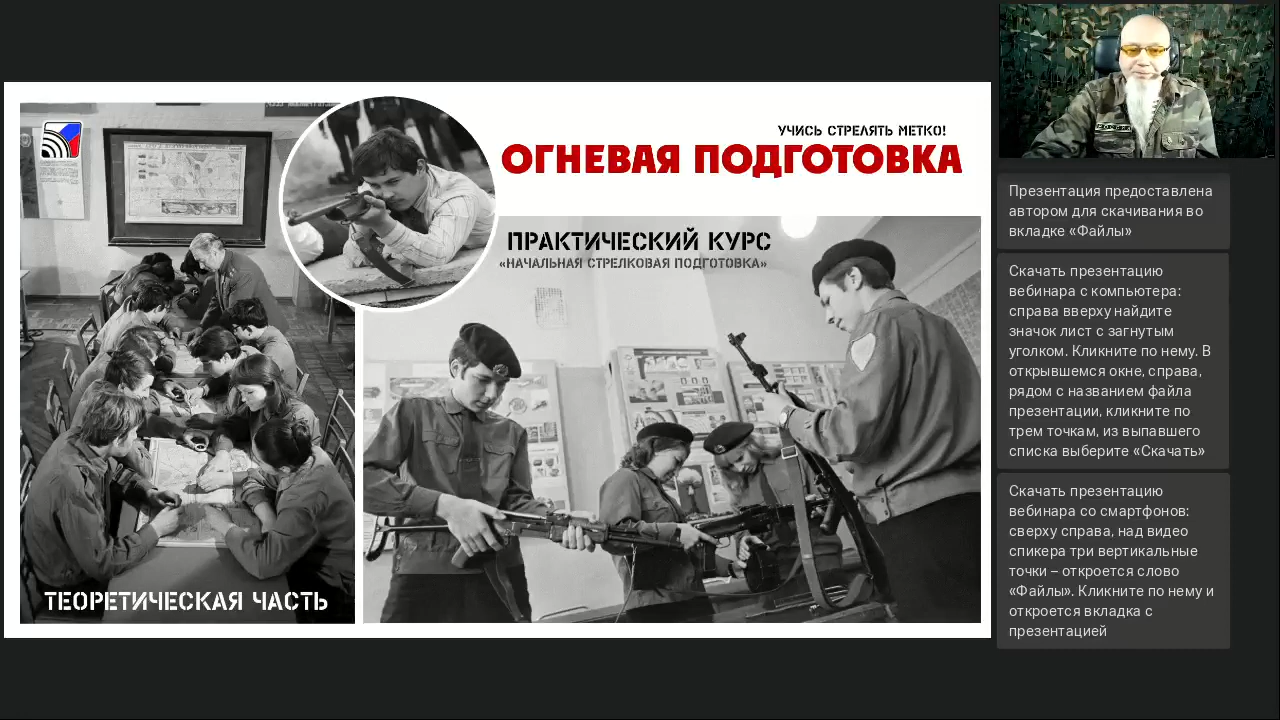 УЧИСЬ СТРЕЛЯТЬ МЕТКО!
ОГНЕВАЯ ПОДГОТОВКА
ПРАКТИЧЕСКИЙ КУРС
«НАЧАЛЬНАЯ СТРЕЛКОВАЯ ПОДГОТОВКА»
ТЕОРЕТИЧЕСКАЯ ЧАСТЬ
Презентация предоставлена
автором для скачивания во
вкладке «Файлы»
Скачать презентацию
вебинара с компьютера:
справа вверху найдите
значок лист с загнутым
уголком. Кликните по нему. В
открывшемся окне, справа,
рядом с названием файла
презентации, кликните по
трем точкам, из выпавшего
списка выберите «Скачать»
Скачать презентацию
вебинара со смартфонов:
сверху справа, над видео
спикера три вертикальные
точки – откроется слово
«Файлы». Кликните по нему и
откроется вкладка с
презентацией